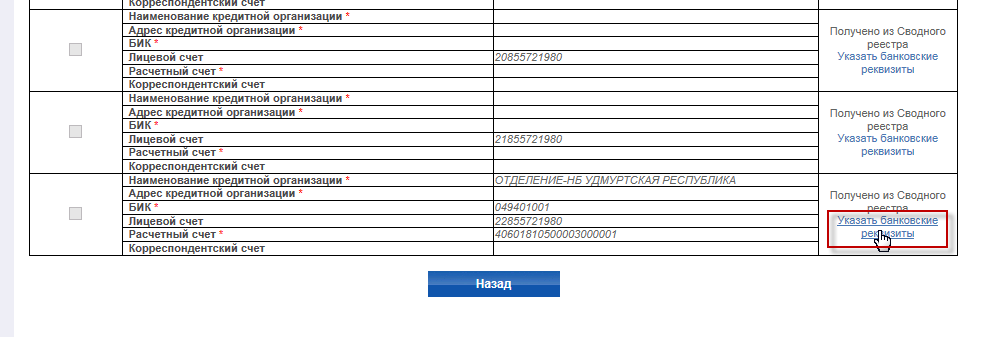 Корреспондентский счет
Наименование кредитной организации *
Адрес кредитной организации *
БИК *
Лицевой счет 20855721980
Расчетный счет *
Корреспондентский счет
Получено из Сводного
реестра
Указать банковские
реквизиты
Наименование кредитной организации *
Адрес кредитной организации *
БИК *
Лицевой счет 21855721980
Расчетный счет *
Корреспондентский счет
Получено из Сводного
реестра
Указать банковские
реквизиты
Наименование кредитной организации * ОТДЕЛЕНИЕ-НБ УДМУРТСКАЯ РЕСПУБЛИКА
Адрес кредитной организации *
БИК * 049401001
Лицевой счет 22855721980
Расчетный счет * 40601810500003000001
Корреспондентский счет
Получено из Сводного
реестра
Указать банковские
реквизиты
Назад